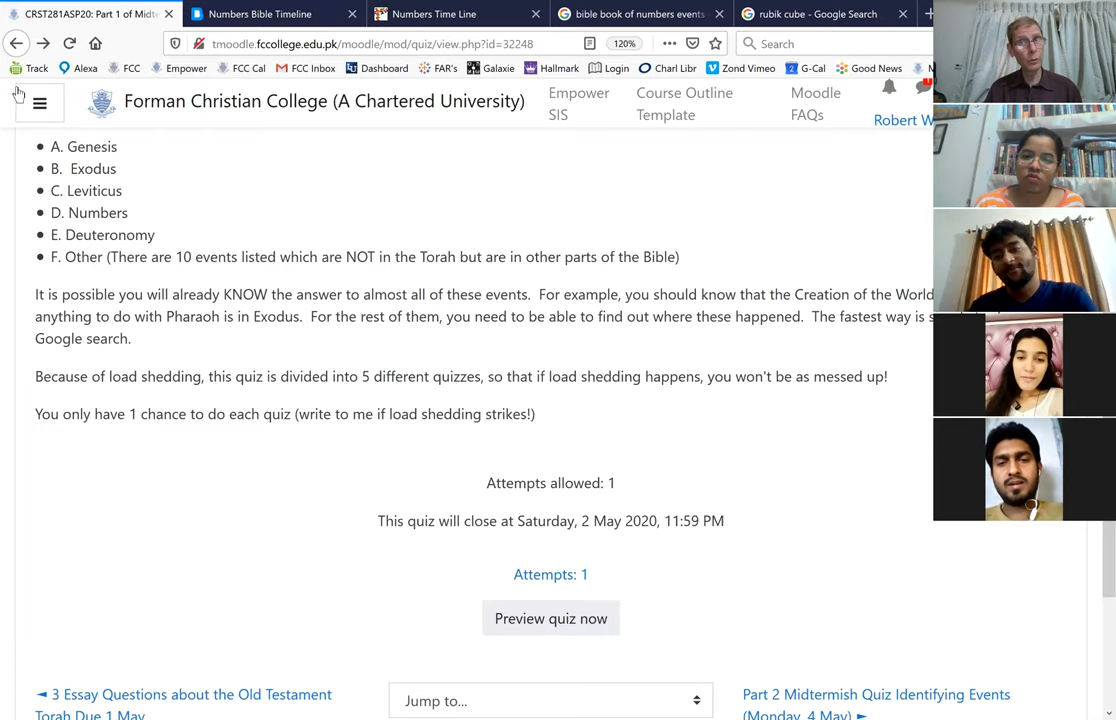 CRST281ASP20: Part 1 of Midt
Numbers Bible Timeline
Numbers Time Line
bible book of numbers events
rubik cube - Google Search
tmoodle.fccollege.edu.pk/moodle/mod/quiz/view.php?id=32248
120%
Search
Track
Alexa
FCC
Empower
FCC Cal
FCC Inbox
Dashboard
FAR's
Galaxie
Hallmark
Login
Charl Libr
Zond Vimeo
G-Cal
Good News
N
Forman Christian College (A Chartered University)
Empower SIS
Course Outline Template
Moodle FAQs
Robert W
A. Genesis
B. Exodus
C. Leviticus
D. Numbers
E. Deuteronomy
F. Other (There are 10 events listed which are NOT in the Torah but are in other parts of the Bible)
It is possible you will already KNOW the answer to almost all of these events. For example, you should know that the Creation of the World
anything to do with Pharaoh is in Exodus. For the rest of them, you need to be able to find out where these happened. The fastest way is s
Google search.
Because of load shedding, this quiz is divided into 5 different quizzes, so that if load shedding happens, you won't be as messed up!
You only have 1 chance to do each quiz (write to me if load shedding strikes!)
Attempts allowed: 1
This quiz will close at Saturday, 2 May 2020, 11:59 PM
Attempts: 1
Preview quiz now
◄ 3 Essay Questions about the Old Testament
Torah Due 1 May
Jump to...
Part 2 Midtermish Quiz Identifying Events
(Monday, 4 May) ►